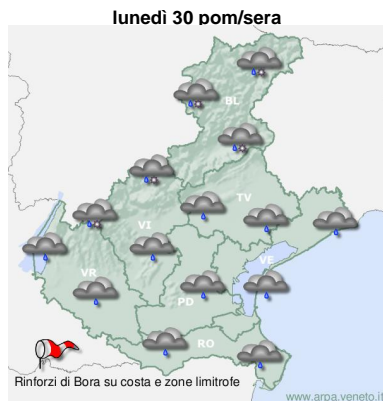 lunedì 30 pom/sera
BL
TV
VI
VE
VR
PD
RO
Rinforzi di Bora su costa e zone limitrofe
www.arpa.veneto.it